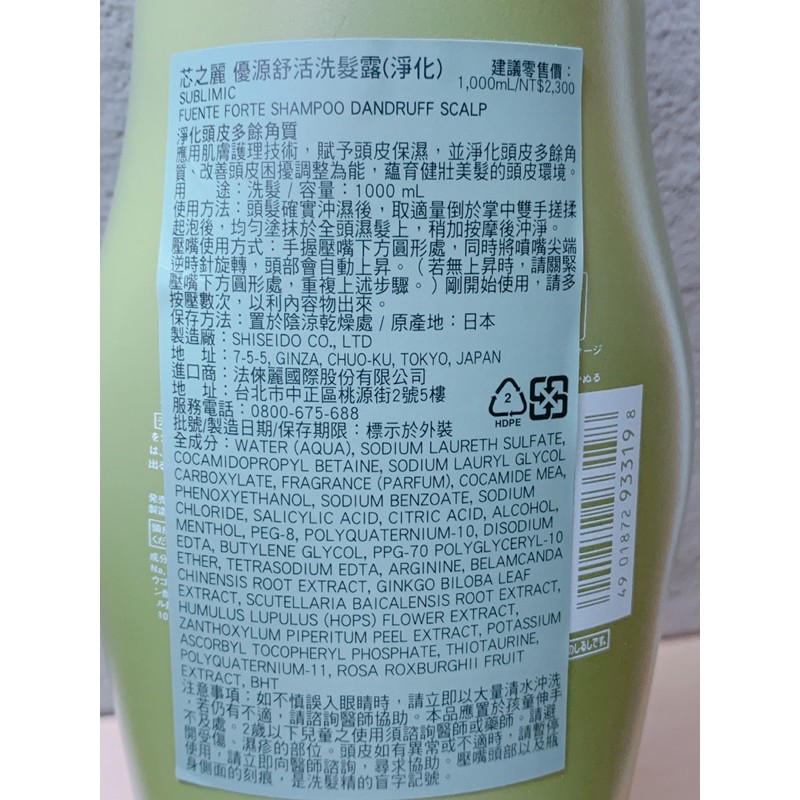 芯之麗 優源舒活洗髮露(淨化)
建議零售價：
SUBLIMIC
1,000mL/NT$2,300
FUENTE FORTE SHAMPOO DANDRUFF SCALP
淨化頭皮多餘角質
應用肌膚護理技術，賦予頭皮保濕，並淨化頭皮多餘角
質、改善頭皮困擾調整為能，蘊育健壯美髮的頭皮環境。
用　　途：洗髮 / 容量：1000 mL
使用方法：頭髮確實沖濕後，取適量倒於掌中雙手搓揉
起泡後，均勻塗抹於全頭濕髮上，稍加按摩後沖淨。
壓嘴使用方式：手握壓嘴下方圓形處，同時將噴嘴尖端
逆時針旋轉，頭部會自動上昇。（若無上昇時，請關緊
壓嘴下方圓形處，重複上述步驟。）剛開始使用，請多
按壓數次，以利內容物出來。
保存方法：置於陰涼乾燥處 / 原產地：日本
製造廠：SHISEIDO CO., LTD
地　址：7-5-5, GINZA, CHUO-KU, TOKYO, JAPAN
進口商：法倈麗國際股份有限公司
地　址：台北市中正區桃源街2號5樓
服務電話：0800-675-688
批號/製造日期/保存期限：標示於外裝
2
HDPE
全成分：WATER (AQUA), SODIUM LAURETH SULFATE,
COCAMIDOPROPYL BETAINE, SODIUM LAURYL GLYCOL
CARBOXYLATE, FRAGRANCE (PARFUM), COCAMIDE MEA,
PHENOXYETHANOL, SODIUM BENZOATE, SODIUM
CHLORIDE, SALICYLIC ACID, CITRIC ACID, ALCOHOL,
MENTHOL, PEG-8, POLYQUATERNIUM-10, DISODIUM
EDTA, BUTYLENE GLYCOL, PPG-70 POLYGLYCERYL-10
ETHER, TETRASODIUM EDTA, ARGININE, BELAMCANDA
CHINENSIS ROOT EXTRACT, GINKGO BILOBA LEAF
EXTRACT, SCUTELLARIA BAICALENSIS ROOT EXTRACT,
HUMULUS LUPULUS (HOPS) FLOWER EXTRACT,
ZANTHOXYLUM PIPERITUM PEEL EXTRACT, POTASSIUM
ASCORBYL TOCOPHERYL PHOSPHATE, THIOTAURINE,
POLYQUATERNIUM-11, ROSA ROXBURGHII FRUIT
EXTRACT, BHT
注意事項：如不慎誤入眼睛時，請立即以大量清水沖洗
，若仍有不適，請諮詢醫師協助。本品應置於孩童伸手
不及處。2歲以下兒童之使用須諮詢醫師或藥師。請避
開受傷、濕疹的部位。頭皮如有異常或不適時，請暫停
使用，請立即向醫師諮詢，尋求協助。壓嘴頭部以及瓶
身側面的刻痕，是洗髮精的盲字記號。
4 901872 933198